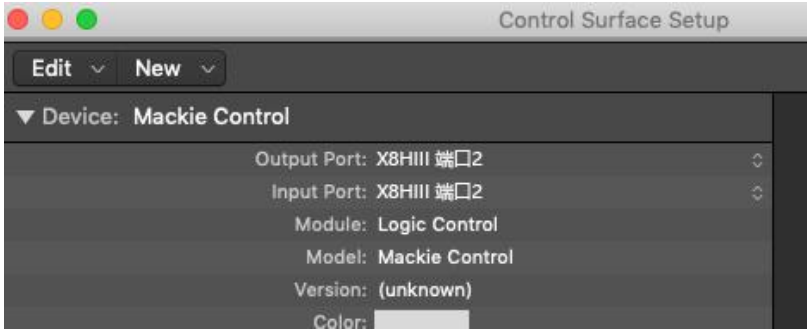 Control Surface Setup
Edit New
Device: Mackie Control
Output Port: X8HIII 端口2
Input Port: X8HIII 端口2
Module: Logic Control
Model: Mackie Control
Version: (unknown)
Color: